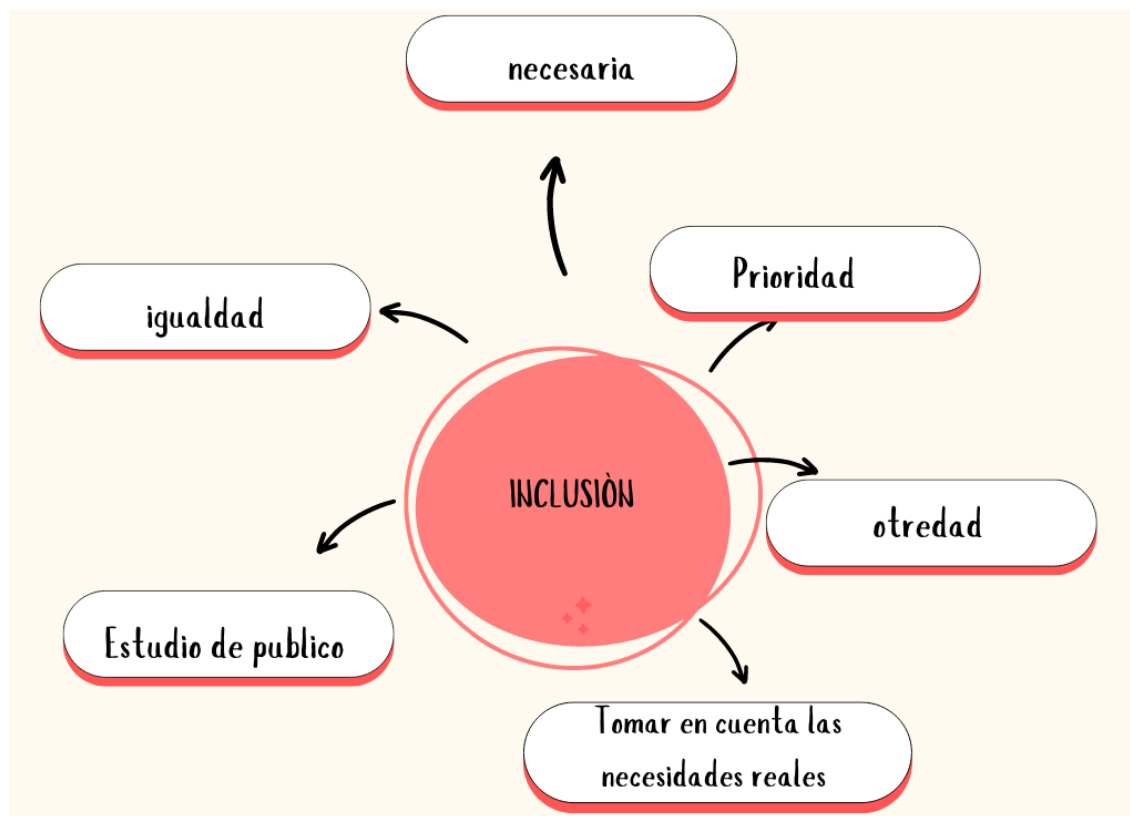 necesaria
Prioridad
igualdad
INCLUSIÒN
otredad
Estudio de publico
Tomar en cuenta las
necesidades reales